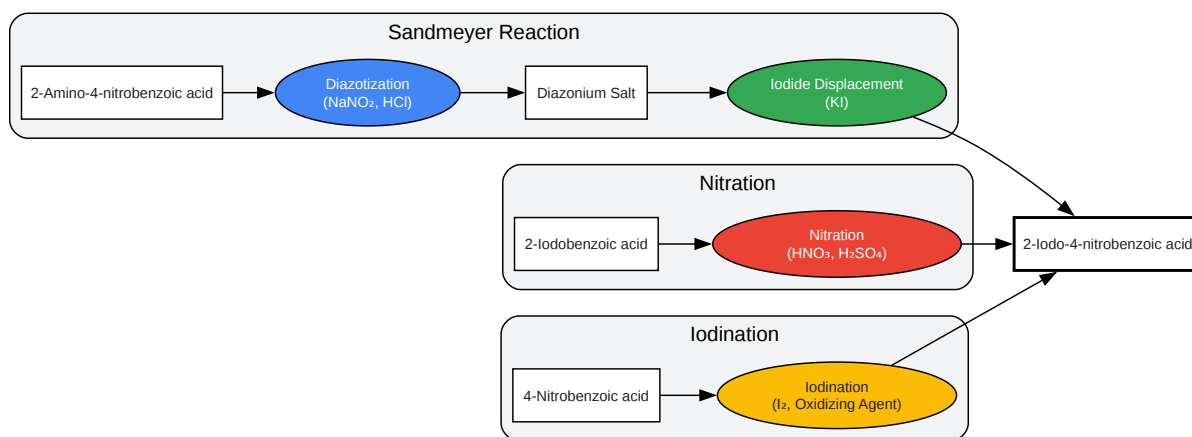 Sandmeyer Reaction
2-Amino-4-nitrobenzoic acid
Diazotization
(NaNO₂, HCl)
Diazonium Salt
Iodide Displacement
(KI)
Nitration
2-Iodobenzoic acid
Nitration
(HNO₃, H₂SO₄)
2-Iodo-4-nitrobenzoic acid
Iodination
4-Nitrobenzoic acid
Iodination
(I₂, Oxidizing Agent)